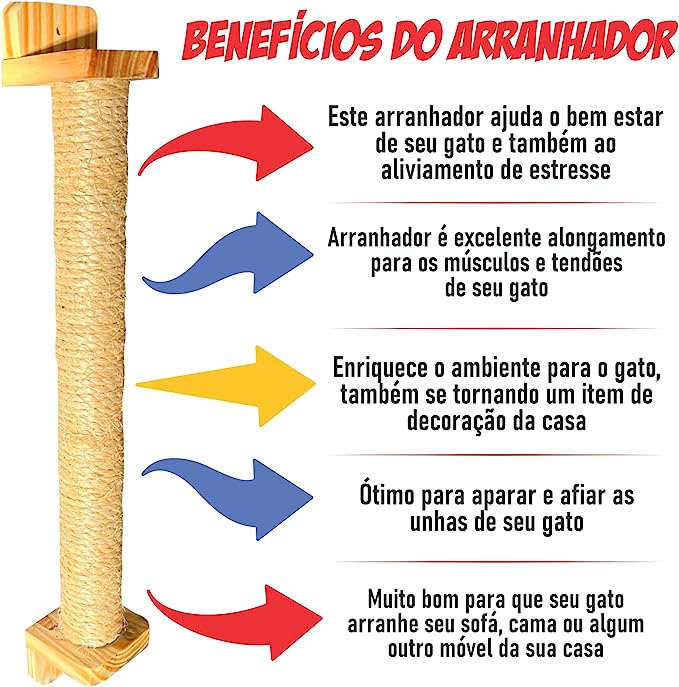 BENEFÍCIOS DO ARRANHADOR
Este arranhador ajuda o bem estar
de seu gato e também ao
aliviamento de estresse
Arranhador é excelente alongamento
para os músculos e tendões
de seu gato
Enriquece o ambiente para o gato,
também se tornando um item de
decoração da casa
Ótimo para aparar e afiar as
unhas de seu gato
Muito bom para que seu gato
arranhe seu sofá, cama ou algum
outro móvel da sua casa